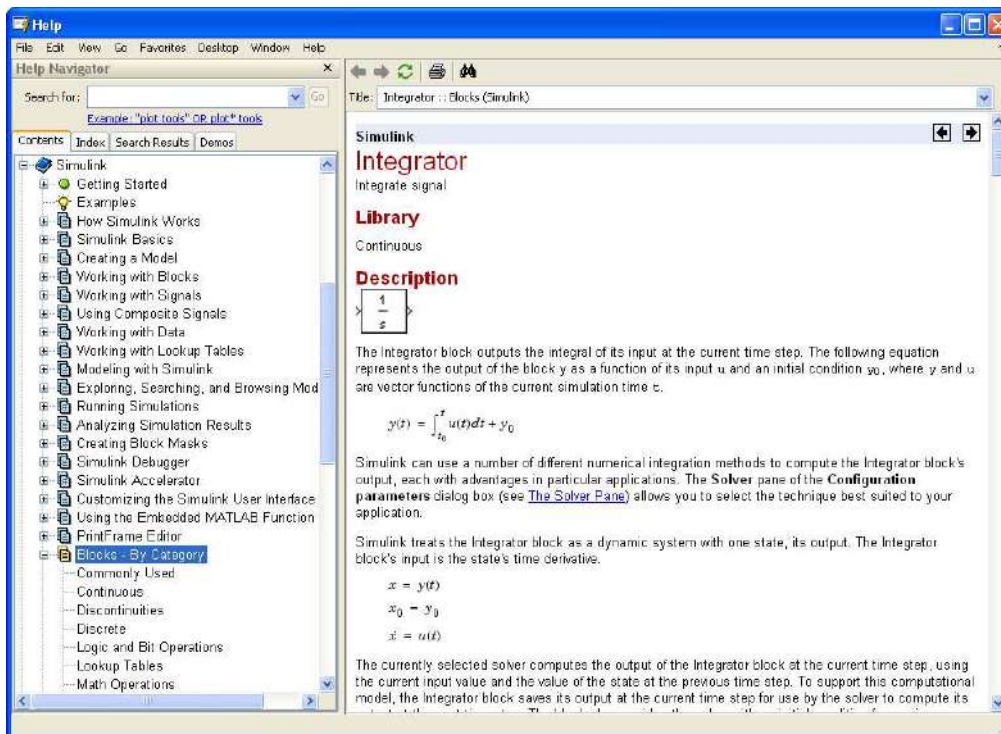 Help
File Edit View Go Favorites Desktop Window Help
Help Navigator
Search for:
Go
Example: "plot tools" OR plot* tools
Contents Index Search Results Demos
Simulink
Getting Started
Examples
How Simulink Works
Simulink Basics
Creating a Model
Working with Blocks
Working with Signals
Using Composite Signals
Working with Data
Working with Lookup Tables
Modeling with Simulink
Exploring, Searching, and Browsing Mod
Running Simulations
Analyzing Simulation Results
Creating Block Masks
Simulink Debugger
Simulink Accelerator
Customizing the Simulink User Interface
Using the Embedded MATLAB Function
PrintFrame Editor
Blocks - By Category
Commonly Used
Continuous
Discontinuities
Discrete
Logic and Bit Operations
Lookup Tables
Math Operations
Title: Integrator :: Blocks (Simulink)
Simulink
Integrator
Integrate signal
Library
Continuous
Description
1
s
The Integrator block outputs the integral of its input at the current time step. The following equation
represents the output of the block y as a function of its input u and an initial condition y0, where y and u
are vector functions of the current simulation time t.
y(t) = ∫t0^t u(t)dt + y0
Simulink can use a number of different numerical integration methods to compute the Integrator block's
output, each with advantages in particular applications. The Solver pane of the Configuration
parameters dialog box (see The Solver Pane) allows you to select the technique best suited to your
application.
Simulink treats the Integrator block as a dynamic system with one state, its output. The Integrator
block's input is the state's time derivative.
x = y(t)
x0 = y0
ẋ = u(t)
The currently selected solver computes the output of the Integrator block at the current time step, using
the current input value and the value of the state at the previous time step. To support this computational
model, the Integrator block saves its output at the current time step for use by the solver to compute its